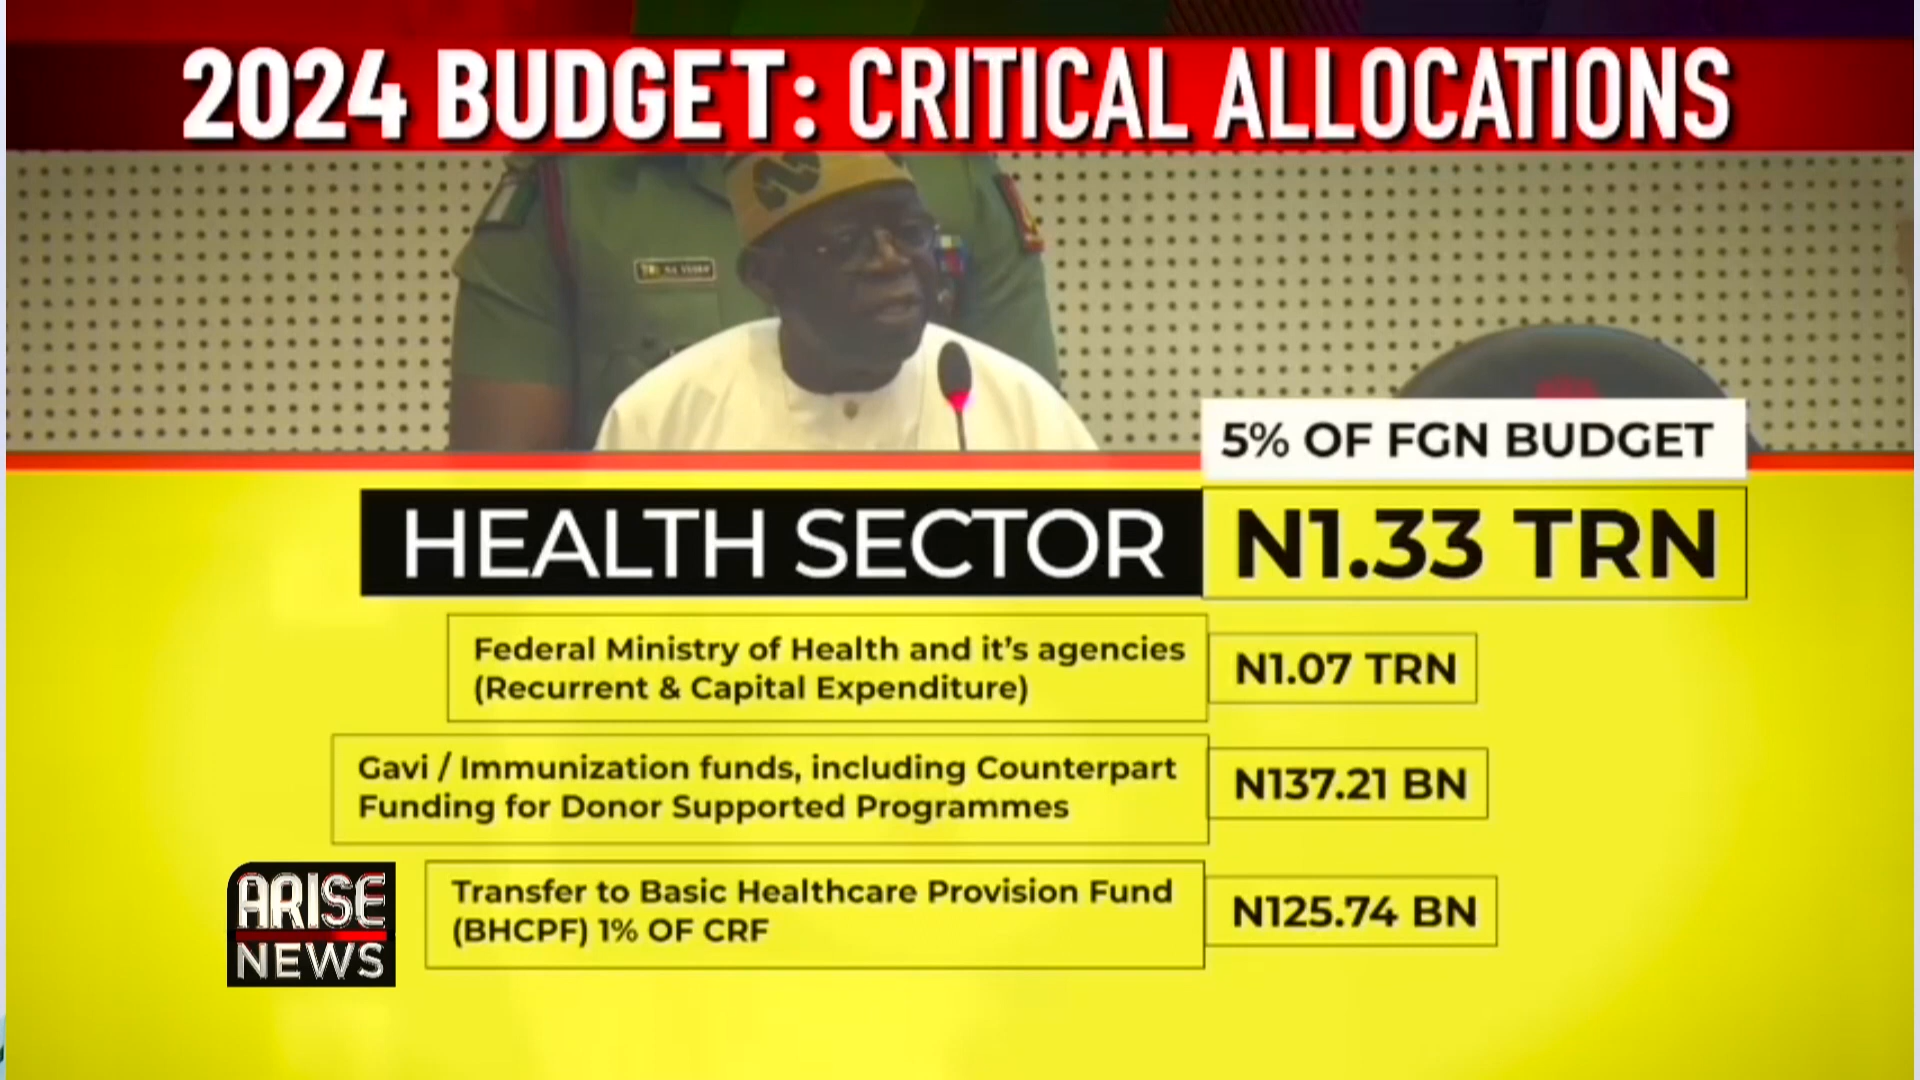 2024 BUDGET: CRITICAL ALLOCATIONS
5% OF FGN BUDGET
HEALTH SECTOR N1.33 TRN
Federal Ministry of Health and it's agencies
(Recurrent & Capital Expenditure)
N1.07 TRN
Gavi / Immunization funds, including Counterpart
Funding for Donor Supported Programmes
N137.21 BN
Transfer to Basic Healthcare Provision Fund
(BHCPF) 1% OF CRF
N125.74 BN
ARISE
NEWS